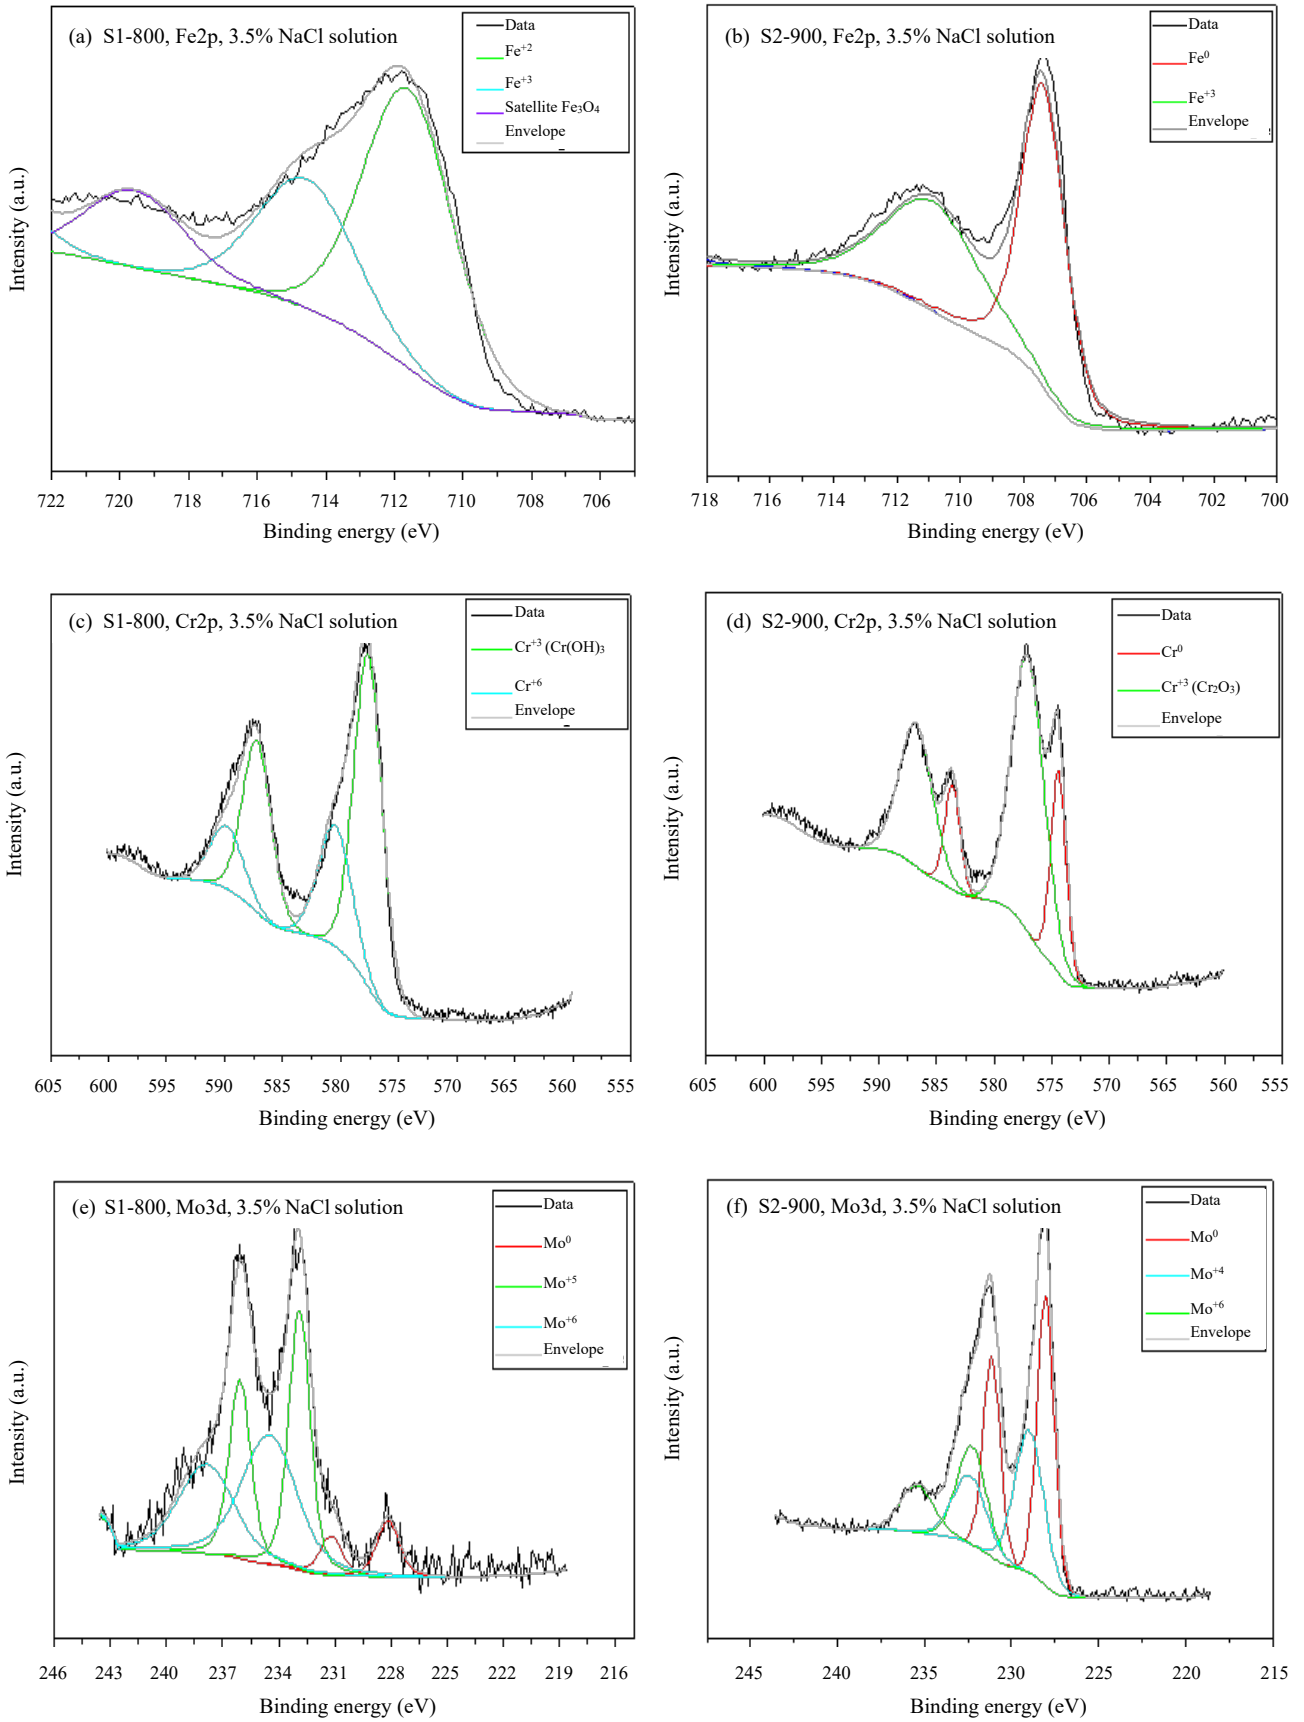 (a) S1-800, Fe2p, 3.5% NaCl solution
Data
Fe+2
Fe+3
Satellite Fe3O4
Envelope
Intensity (a.u.)
722 720 718 716 714 712 710 708 706
Binding energy (eV)
(b) S2-900, Fe2p, 3.5% NaCl solution
Data
Fe0
Fe+3
Envelope
Intensity (a.u.)
718 716 714 712 710 708 706 704 702 700
Binding energy (eV)
(c) S1-800, Cr2p, 3.5% NaCl solution
Data
Cr+3 (Cr(OH)3
Cr+6
Envelope
Intensity (a.u.)
605 600 595 590 585 580 575 570 565 560 555
Binding energy (eV)
(d) S2-900, Cr2p, 3.5% NaCl solution
Data
Cr0
Cr+3 (Cr2O3)
Envelope
Intensity (a.u.)
605 600 595 590 585 580 575 570 565 560 555
Binding energy (eV)
(e) S1-800, Mo3d, 3.5% NaCl solution
Data
Mo0
Mo+5
Mo+6
Envelope
Intensity (a.u.)
246 243 240 237 234 231 228 225 222 219 216
Binding energy (eV)
(f) S2-900, Mo3d, 3.5% NaCl solution
Data
Mo0
Mo+4
Mo+6
Envelope
Intensity (a.u.)
245 240 235 230 225 220 215
Binding energy (eV)